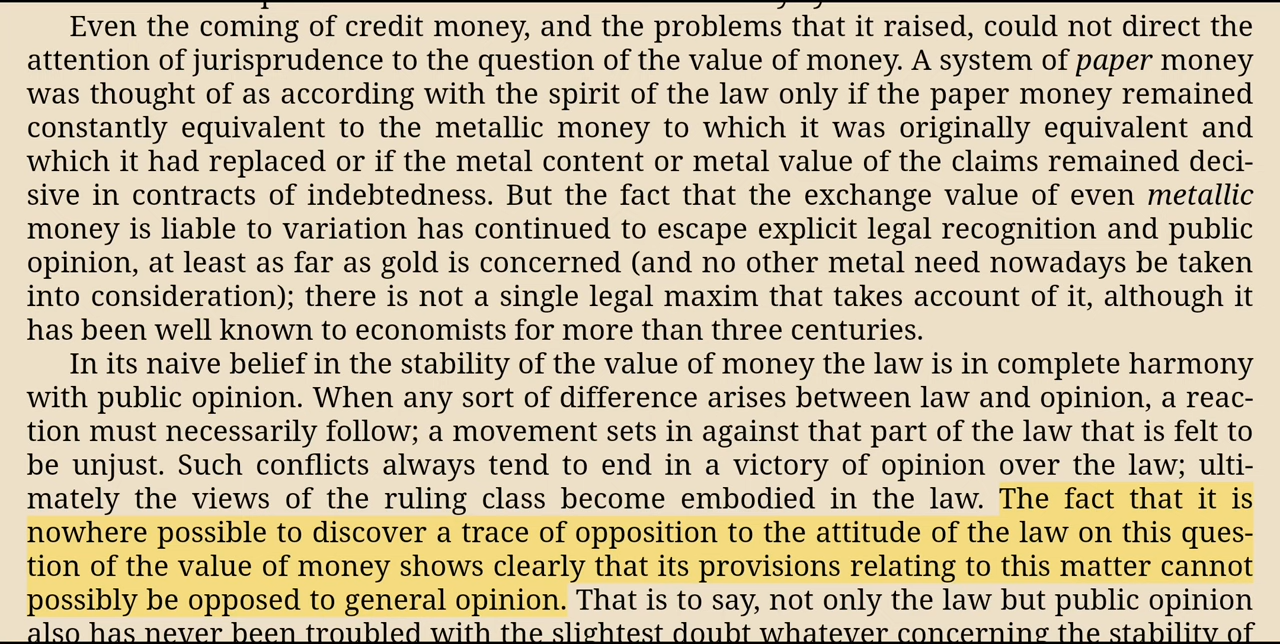 Even the coming of credit money, and the problems that it raised, could not direct the
attention of jurisprudence to the question of the value of money. A system of paper money
was thought of as according with the spirit of the law only if the paper money remained
constantly equivalent to the metallic money to which it was originally equivalent and
which it had replaced or if the metal content or metal value of the claims remained deci-
sive in contracts of indebtedness. But the fact that the exchange value of even metallic
money is liable to variation has continued to escape explicit legal recognition and public
opinion, at least as far as gold is concerned (and no other metal need nowadays be taken
into consideration); there is not a single legal maxim that takes account of it, although it
has been well known to economists for more than three centuries.
In its naive belief in the stability of the value of money the law is in complete harmony
with public opinion. When any sort of difference arises between law and opinion, a reac-
tion must necessarily follow; a movement sets in against that part of the law that is felt to
be unjust. Such conflicts always tend to end in a victory of opinion over the law; ulti-
mately the views of the ruling class become embodied in the law. The fact that it is
nowhere possible to discover a trace of opposition to the attitude of the law on this ques-
tion of the value of money shows clearly that its provisions relating to this matter cannot
possibly be opposed to general opinion. That is to say, not only the law but public opinion
also has never been troubled with the slightest doubt whatever concerning the stability of